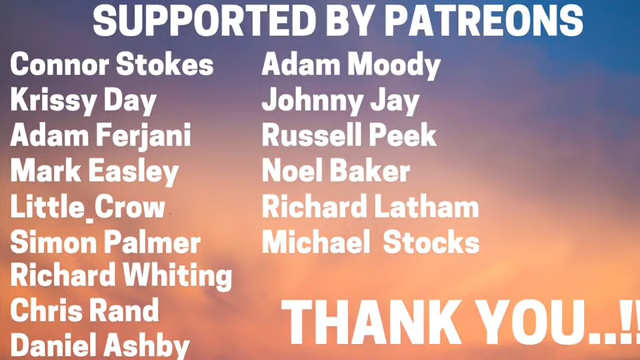 SUPPORTED BY PATREONS
Connor Stokes
Krissy Day
Adam Ferjani
Mark Easley
Little_Crow
Simon Palmer
Richard Whiting
Chris Rand
Daniel Ashby
Adam Moody
Johnny Jay
Russell Peek
Noel Baker
Richard Latham
Michael  Stocks
THANK YOU..!!